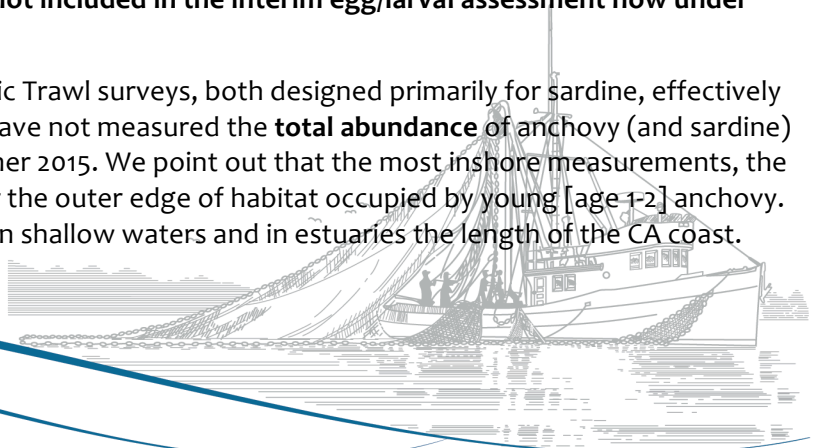 not included in the interim egg/larval assessment now under
ic Trawl surveys, both designed primarily for sardine, effectively
ave not measured the total abundance of anchovy (and sardine)
ner 2015. We point out that the most inshore measurements, the
the outer edge of habitat occupied by young [age 1-2] anchovy.
n shallow waters and in estuaries the length of the CA coast.